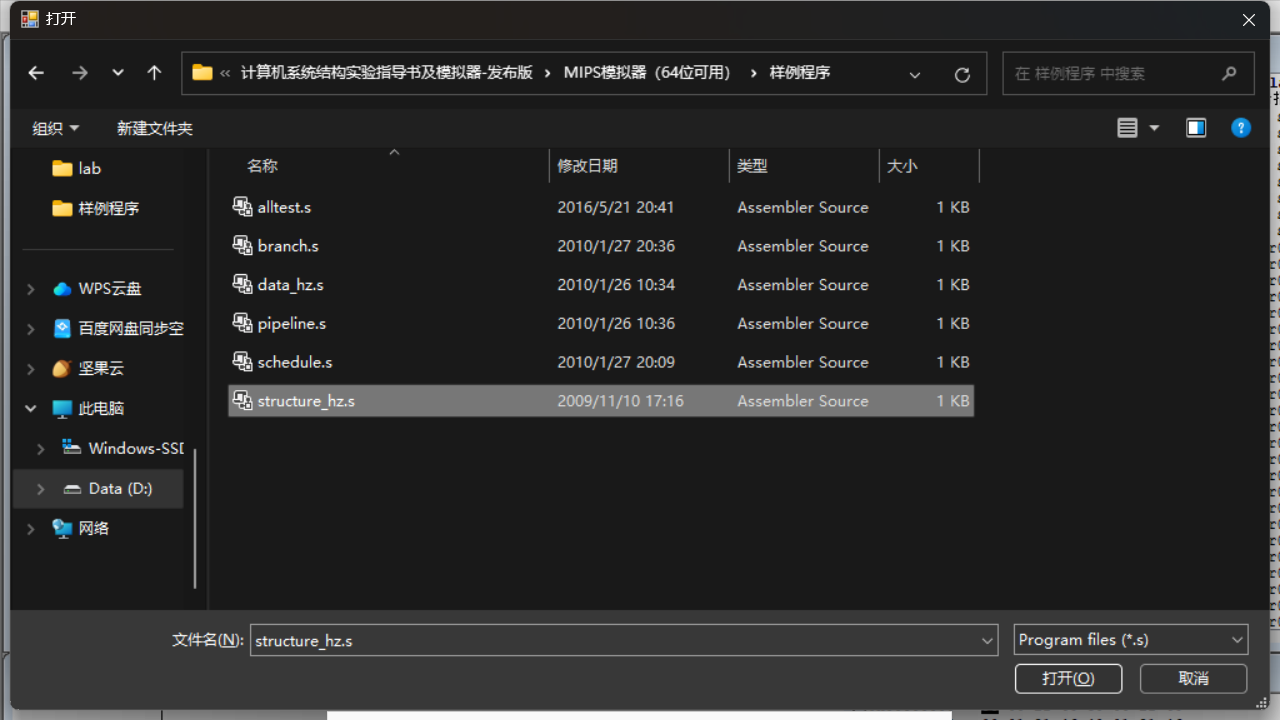 打开
« 计算机系统结构实验指导书及模拟器-发布版 › MIPS模拟器（64位可用） › 样例程序
在 样例程序 中搜索
组织 新建文件夹
lab
样例程序
WPS云盘
百度网盘同步空
坚果云
此电脑
Windows-SSD
Data (D:)
网络
名称 修改日期 类型 大小
alltest.s 2016/5/21 20:41 Assembler Source 1 KB
branch.s 2010/1/27 20:36 Assembler Source 1 KB
data_hz.s 2010/1/26 10:34 Assembler Source 1 KB
pipeline.s 2010/1/26 10:36 Assembler Source 1 KB
schedule.s 2010/1/27 20:09 Assembler Source 1 KB
structure_hz.s 2009/11/10 17:16 Assembler Source 1 KB
文件名(N): structure_hz.s
Program files (*.s)
打开(O) 取消